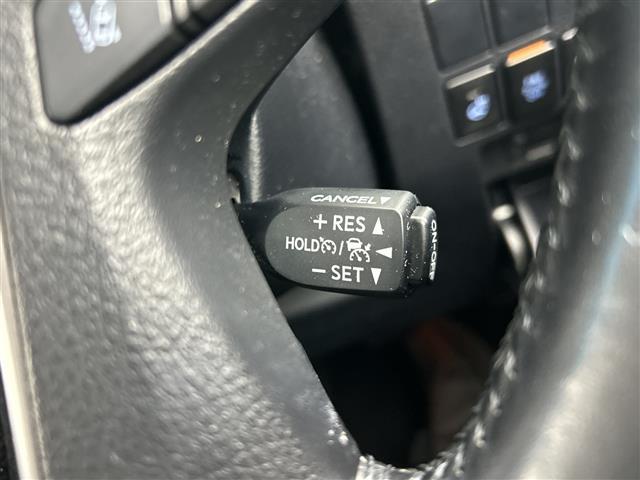 CANCEL▼
+ RES ▲
HOLD / ◀
− SET ▼
ON-OFF